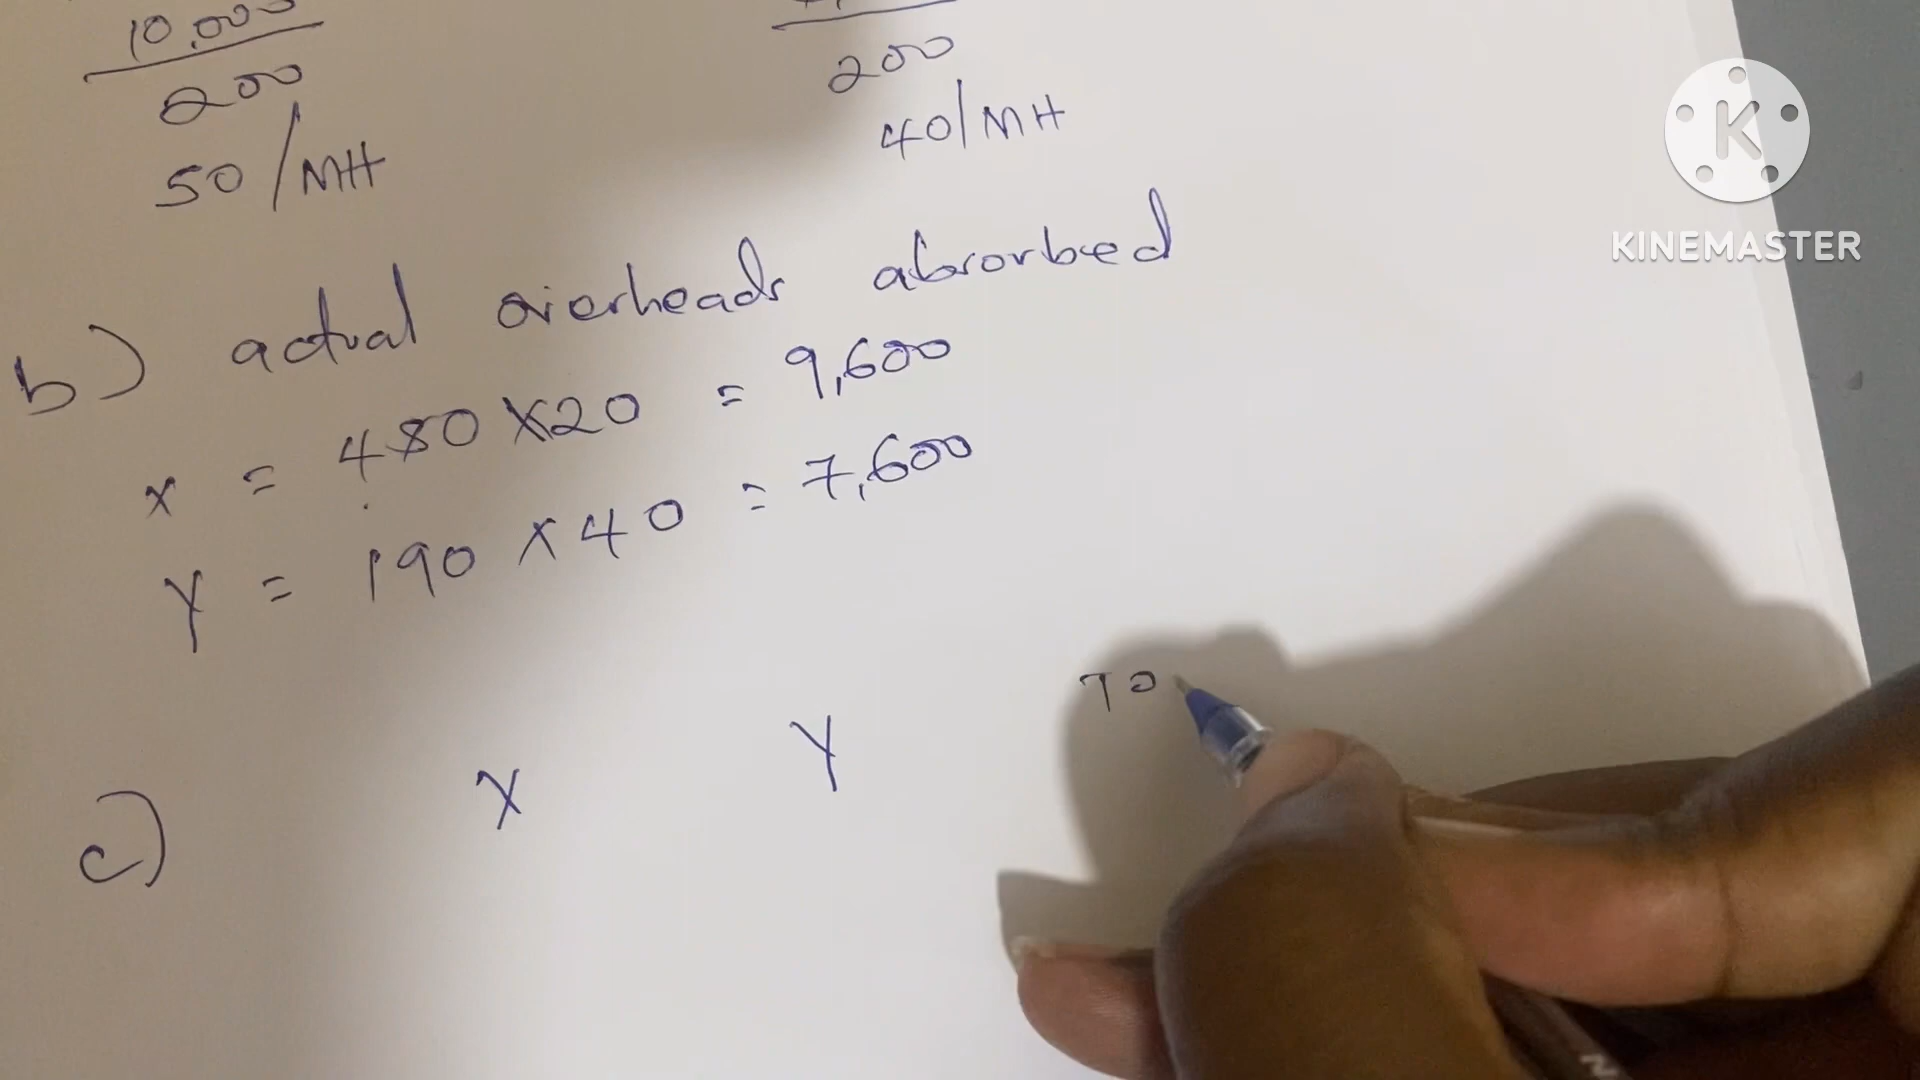 10,000
200
200
50/MH
40/MH
K
KINEMASTER
b) actual overheads absorbed
x = 480 x 20 = 9,600
y = 190 x 40 = 7,600
c) x y To